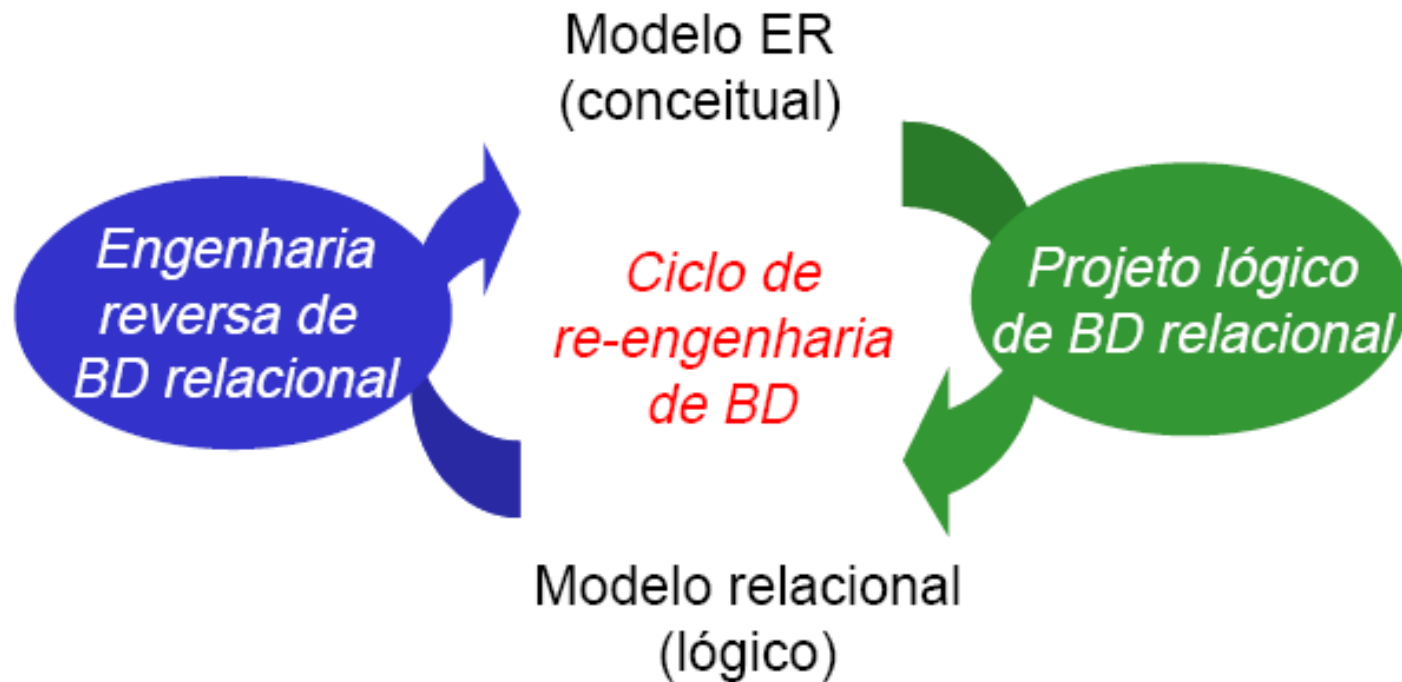 Modelo ER
(conceitual)
Engenharia
reversa de
BD relacional
Ciclo de
re-engenharia
de BD
Projeto lógico
de BD relacional
Modelo relacional
(lógico)